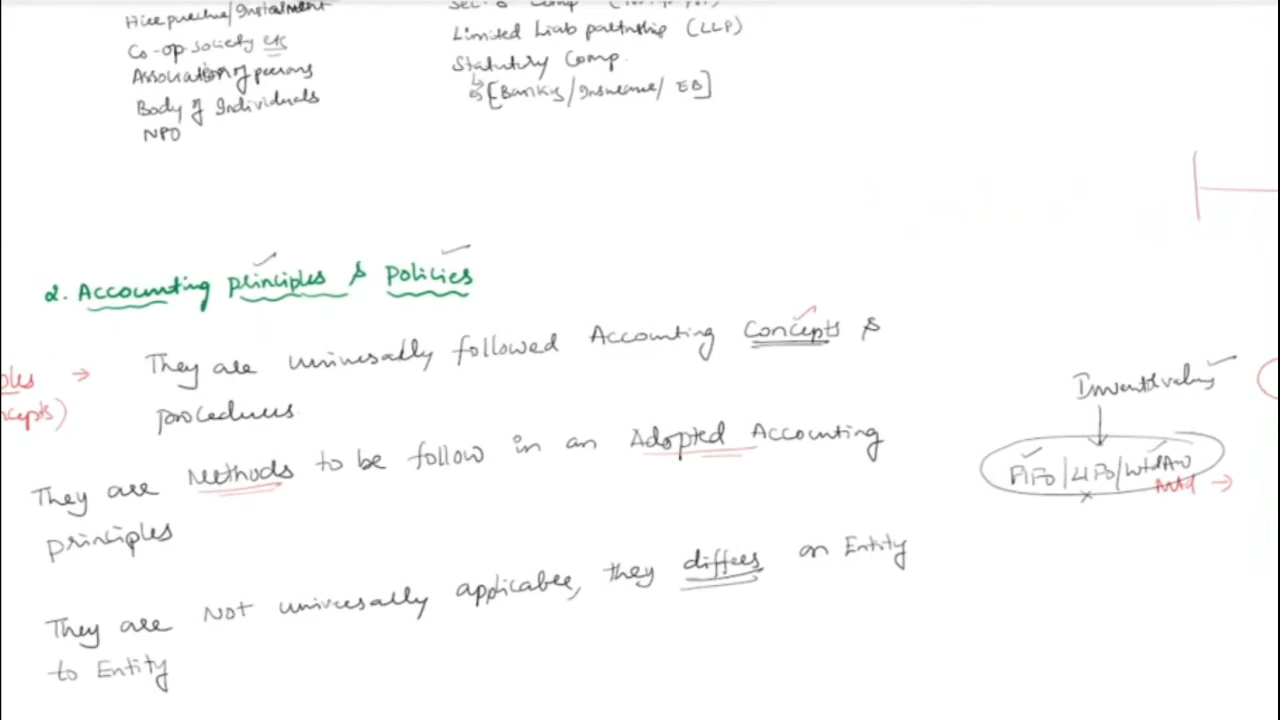 Hire purchase/Instalment
Co-op-society etc
Association of persons
Body of Individuals
NPO
Limited Liab partnership (LLP)
Statutory Comp.
[Banks/Insurance/ EB]
2. Accounting principles & policies
They are universally followed Accounting Concepts &
procedures.
They are Methods to be follow in an Adopted Accounting
principles
They are Not universally applicable, they differs on Entity
to Entity
FIFO/LIFO/wtdAv